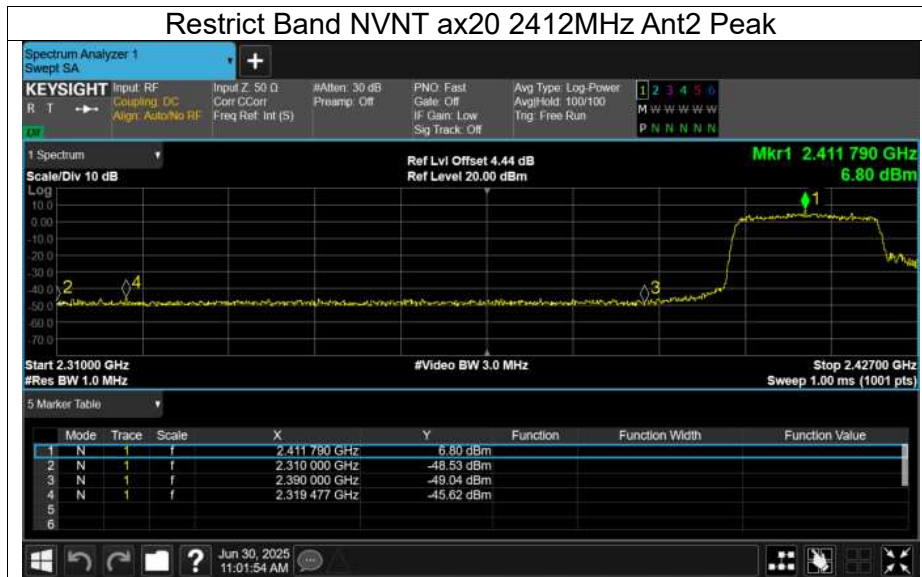 Restrict Band NVNT ax20 2412MHz Ant2 Peak
Spectrum Analyzer 1
Swept SA
+
KEYSIGHT Input: RF Input Z: 50 Ω #Atten: 30 dB PNO: Fast Avg Type: Log-Power 1 2 3 4 5 6
R T Coupling: DC Corr CCorr Preamp: Off Gate: Off Avg|Hold: 100/100 M W W W W W
Align: Auto/No RF Freq Ref: Int (S) IF Gain: Low Trig: Free Run
Sig Track: Off P N N N N N
1 Spectrum Ref Lvl Offset 4.44 dB Mkr1 2.411 790 GHz
Scale/Div 10 dB Ref Level 20.00 dBm 6.80 dBm
Log
10.0
0.00
-10.0
-20.0
-30.0
-40.0
-50.0
-60.0
-70.0
1
2 4 3
Start 2.31000 GHz #Video BW 3.0 MHz Stop 2.42700 GHz
#Res BW 1.0 MHz Sweep 1.00 ms (1001 pts)
5 Marker Table
Mode Trace Scale X Y Function Function Width Function Value
1 N 1 f 2.411 790 GHz 6.80 dBm
2 N 1 f 2.310 000 GHz -48.53 dBm
3 N 1 f 2.390 000 GHz -49.04 dBm
4 N 1 f 2.319 477 GHz -45.62 dBm
5
6
? Jun 30, 2025
11:01:54 AM